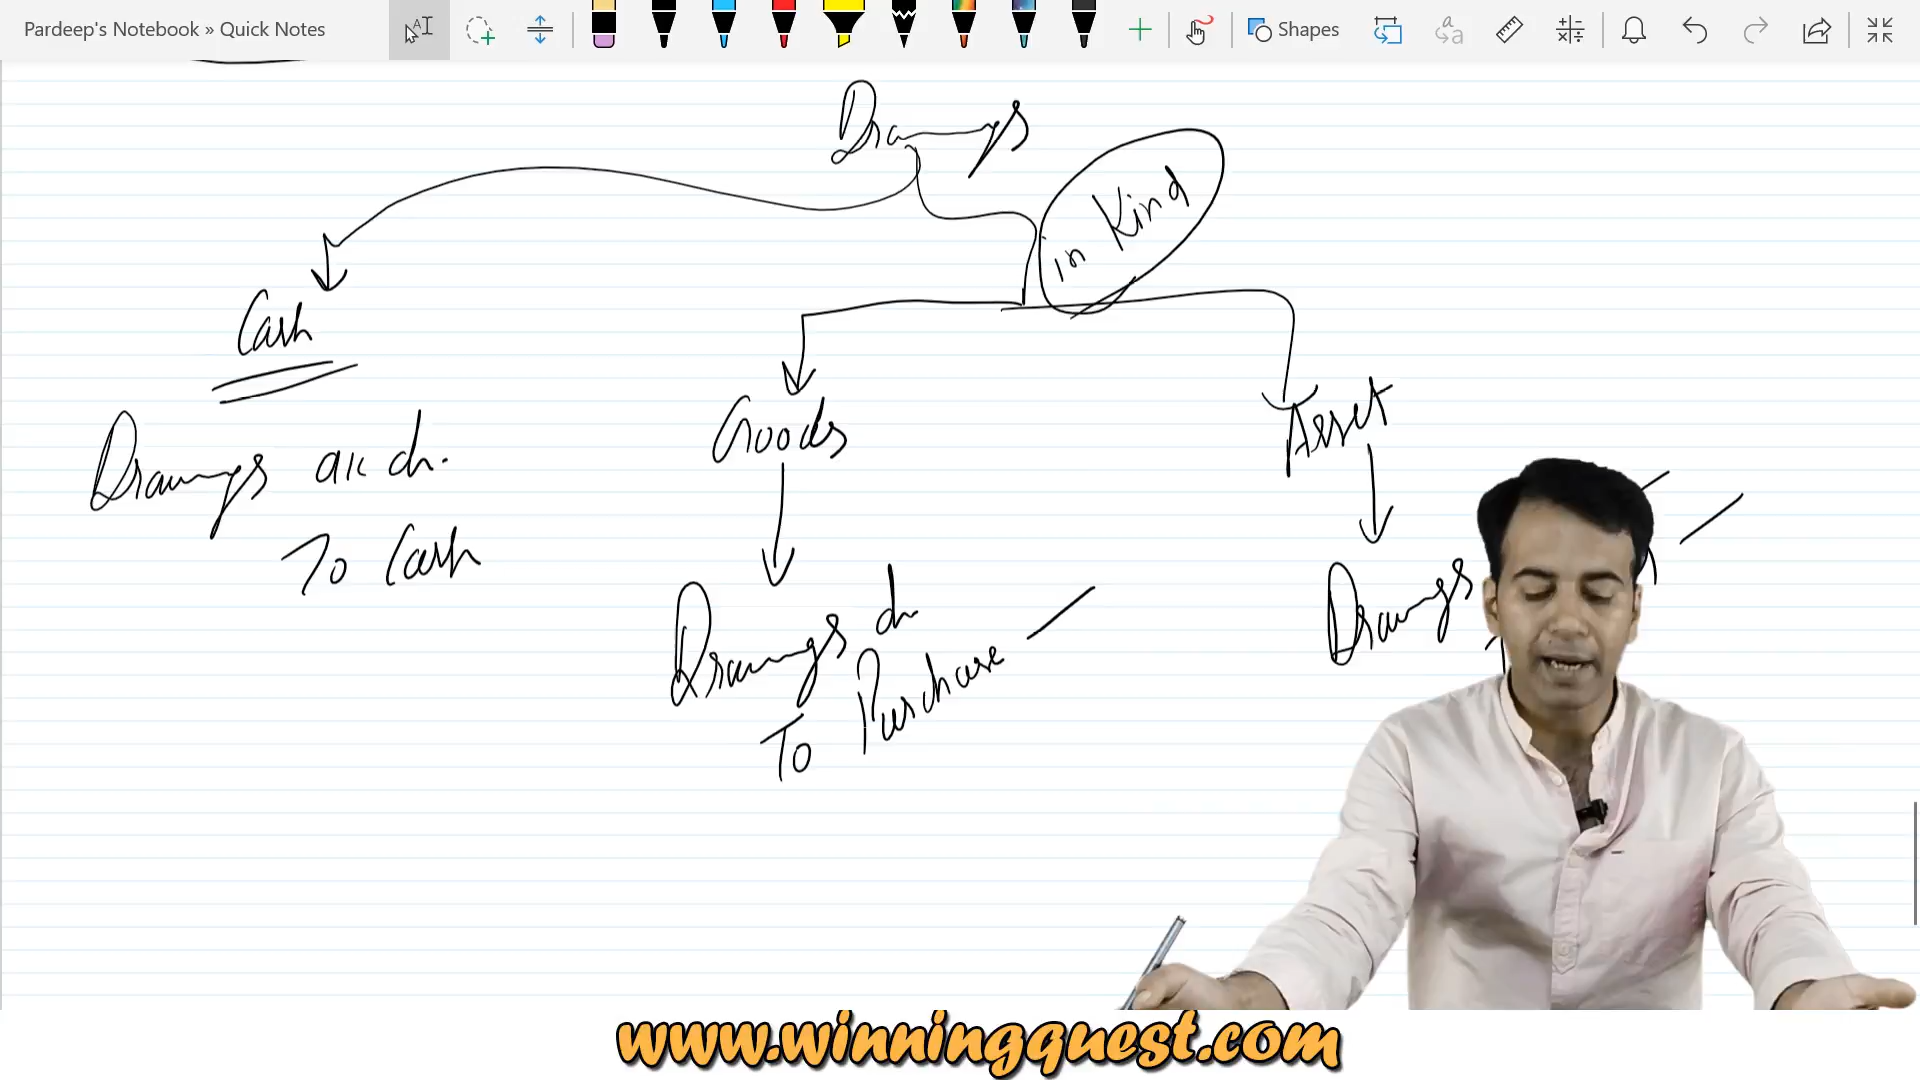 Pardeep's Notebook » Quick Notes
Shapes
Drawings
in Kind
Cash
Goods
Asset
Drawings a/c dr.
To Cash
Drawings dr
To Purchase
Drawings
www.winningquest.com